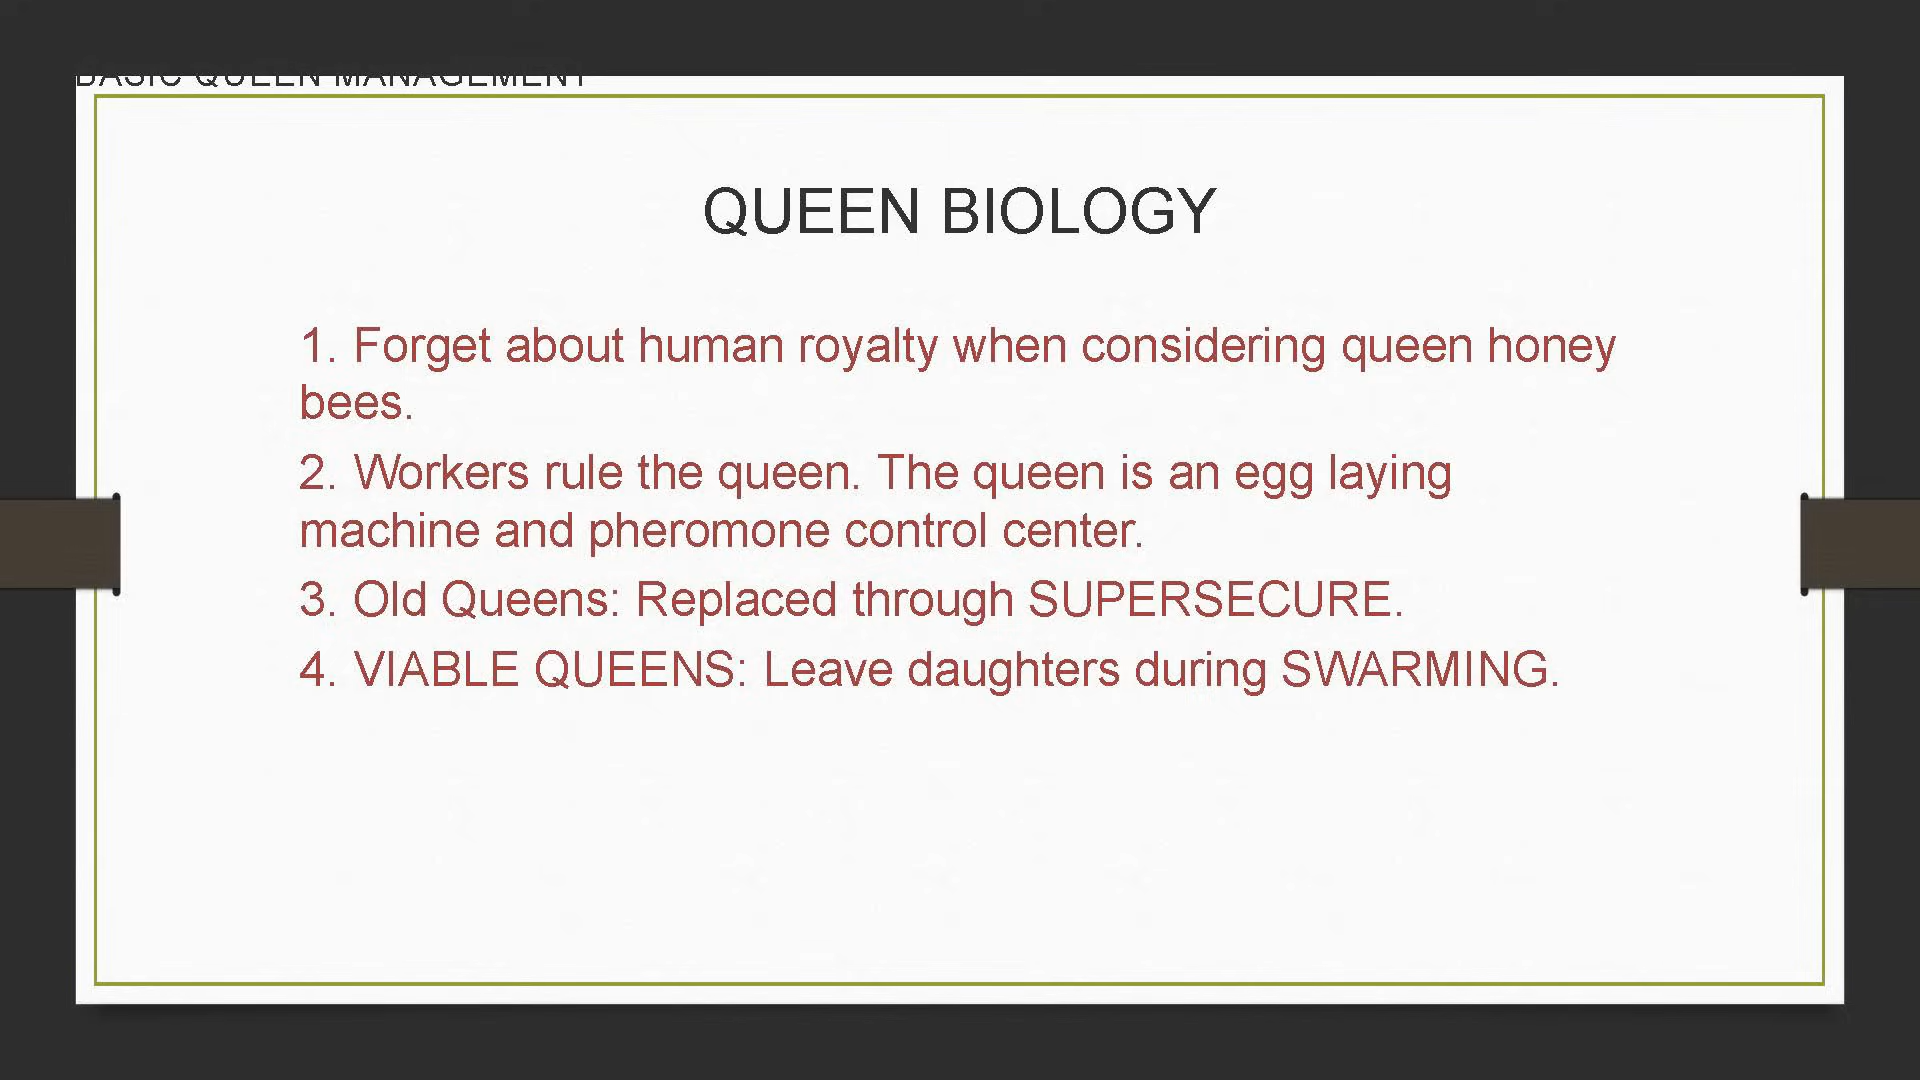 BASIC QUEEN MANAGEMENT
QUEEN BIOLOGY
1. Forget about human royalty when considering queen honey
bees.
2. Workers rule the queen. The queen is an egg laying
machine and pheromone control center.
3. Old Queens: Replaced through SUPERSECURE.
4. VIABLE QUEENS: Leave daughters during SWARMING.